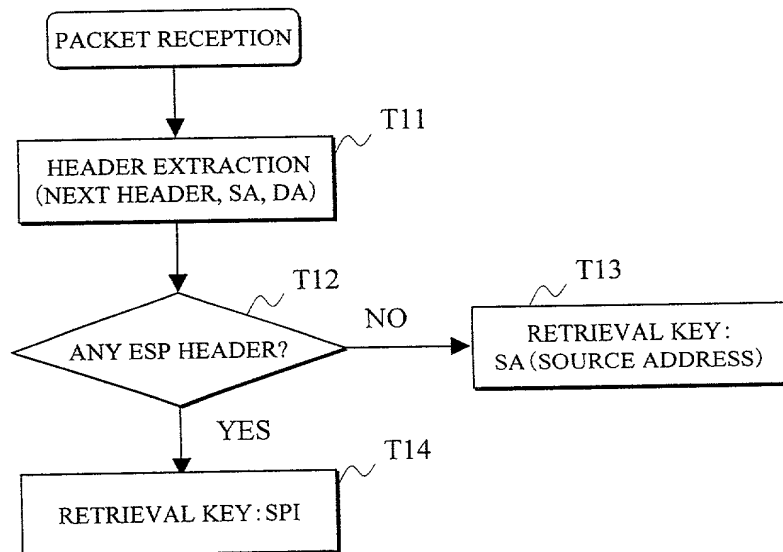 PACKET RECEPTION
T11
HEADER EXTRACTION
(NEXT HEADER, SA, DA)
T12
ANY ESP HEADER?
NO
T13
RETRIEVAL KEY:
SA(SOURCE ADDRESS)
YES
T14
RETRIEVAL KEY:SPI